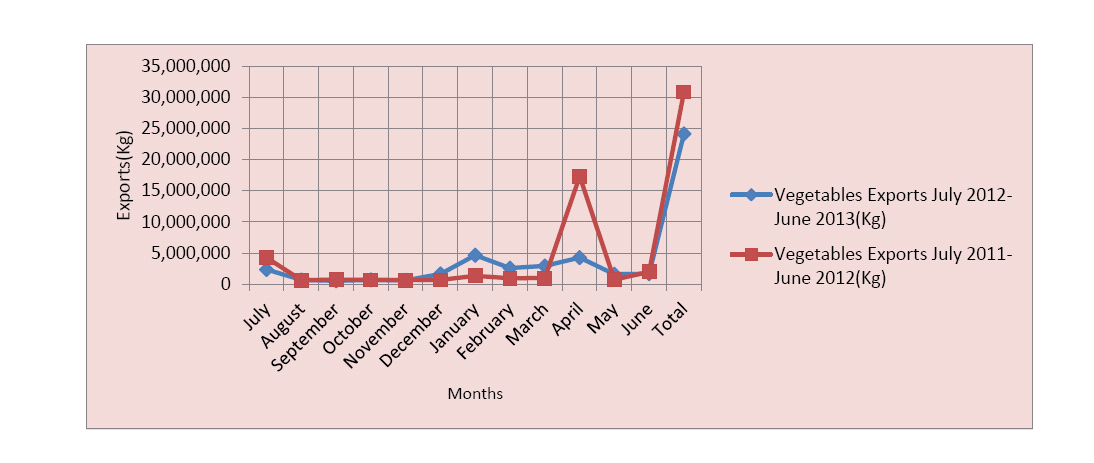 35,000,000
30,000,000
25,000,000
20,000,000
15,000,000
10,000,000
5,000,000
0
Exports(Kg)
July
August
September
October
November
December
January
February
March
April
May
June
Total
Months
Vegetables Exports July 2012-
June 2013(Kg)
Vegetables Exports July 2011-
June 2012(Kg)